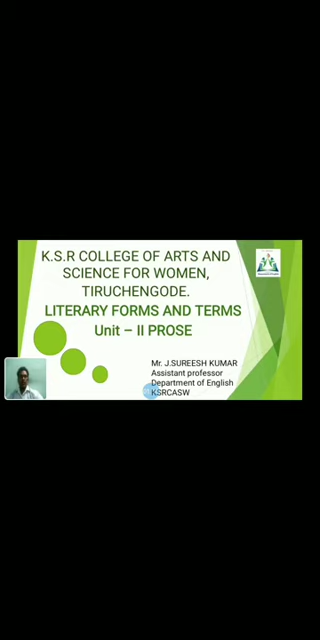 K.S.R COLLEGE OF ARTS AND
SCIENCE FOR WOMEN,
TIRUCHENGODE.
LITERARY FORMS AND TERMS
Unit – II PROSE
Mr. J.SUREESH KUMAR
Assistant professor
Department of English
KSRCASW